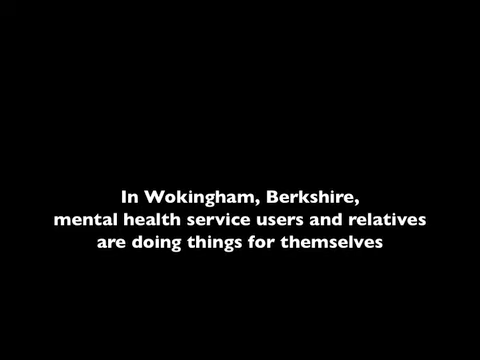 In Wokingham, Berkshire,
mental health service users and relatives
are doing things for themselves